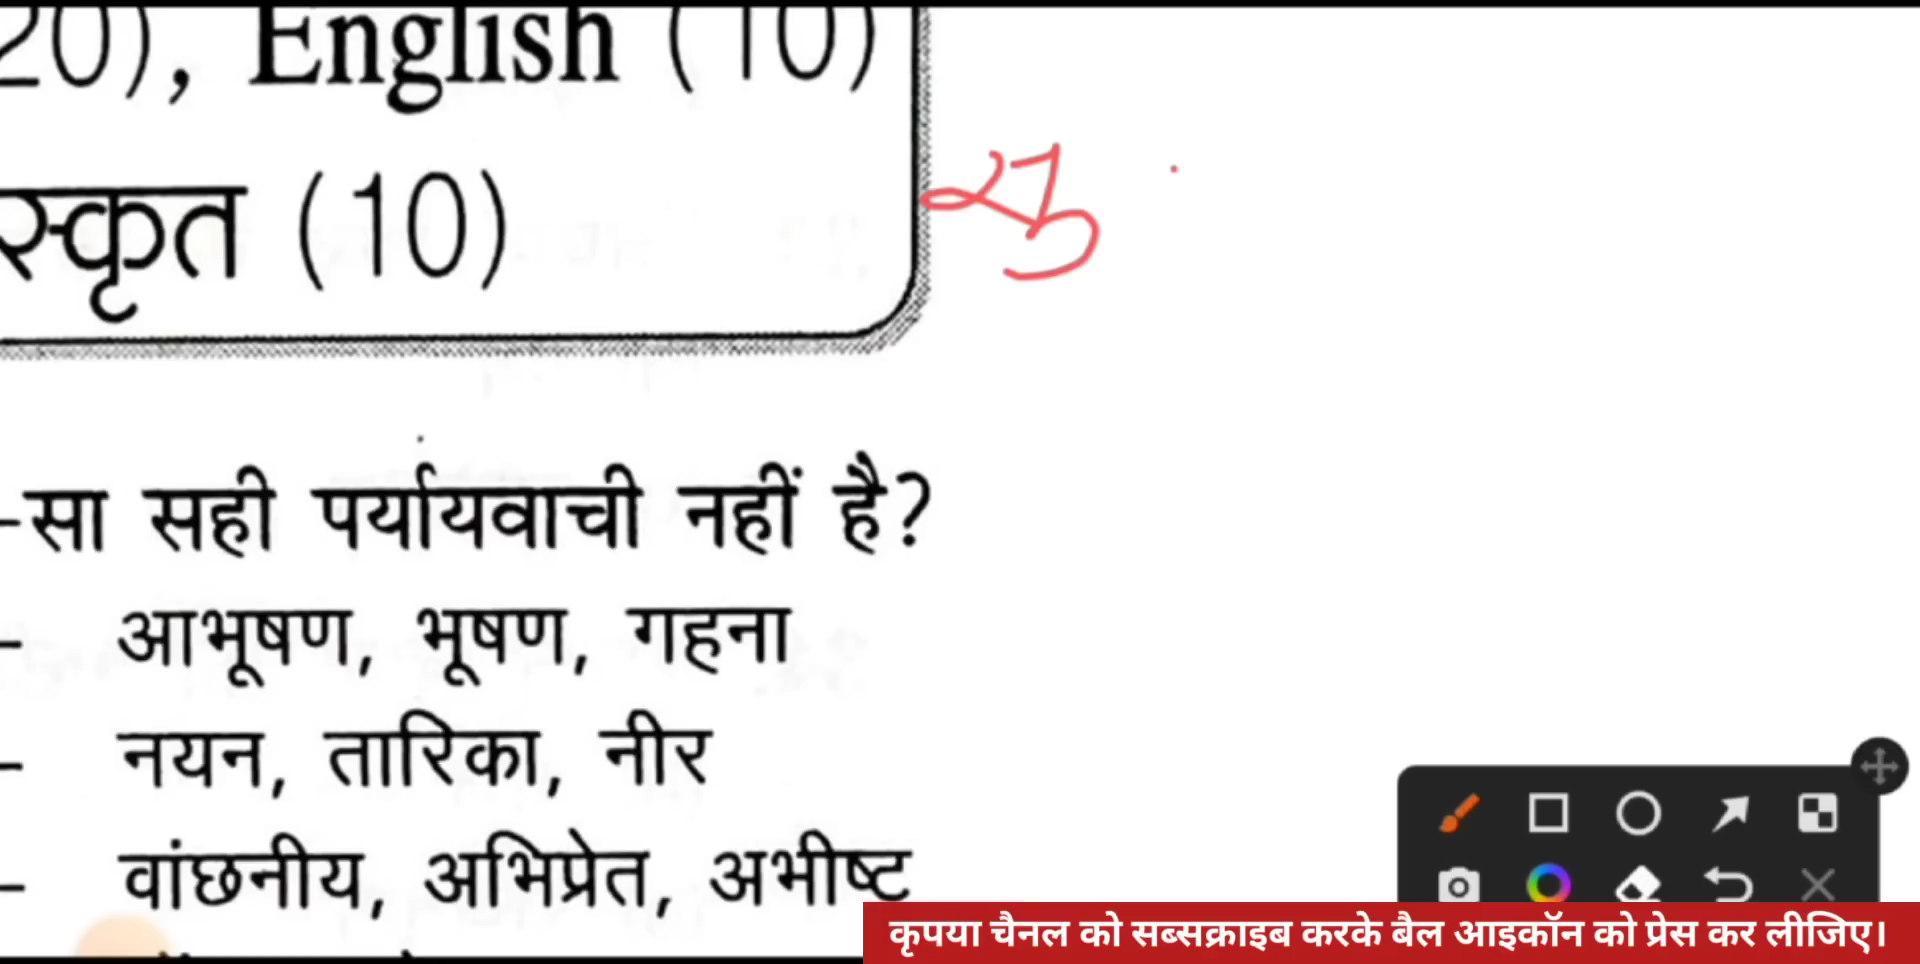 20), English (10)
स्कृत (10)
-सा सही पर्यायवाची नहीं है?
- आभूषण, भूषण, गहना
- नयन, तारिका, नीर
- वांछनीय, अभिप्रेत, अभीष्ट
कृपया चैनल को सब्सक्राइब करके बैल आइकॉन को प्रेस कर लीजिए।